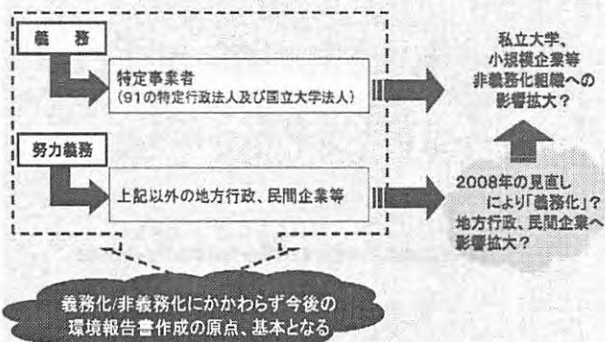 義 務
特定事業者
(91の特定行政法人及び国立大学法人)
私立大学、
小規模企業等
非義務化組織への
影響拡大?
努力義務
上記以外の地方行政、民間企業等
2008年の見直し
により「義務化」?
地方行政、民間企業へ
影響拡大?
義務化/非義務化にかかわらず今後の
環境報告書作成の原点、基本となる